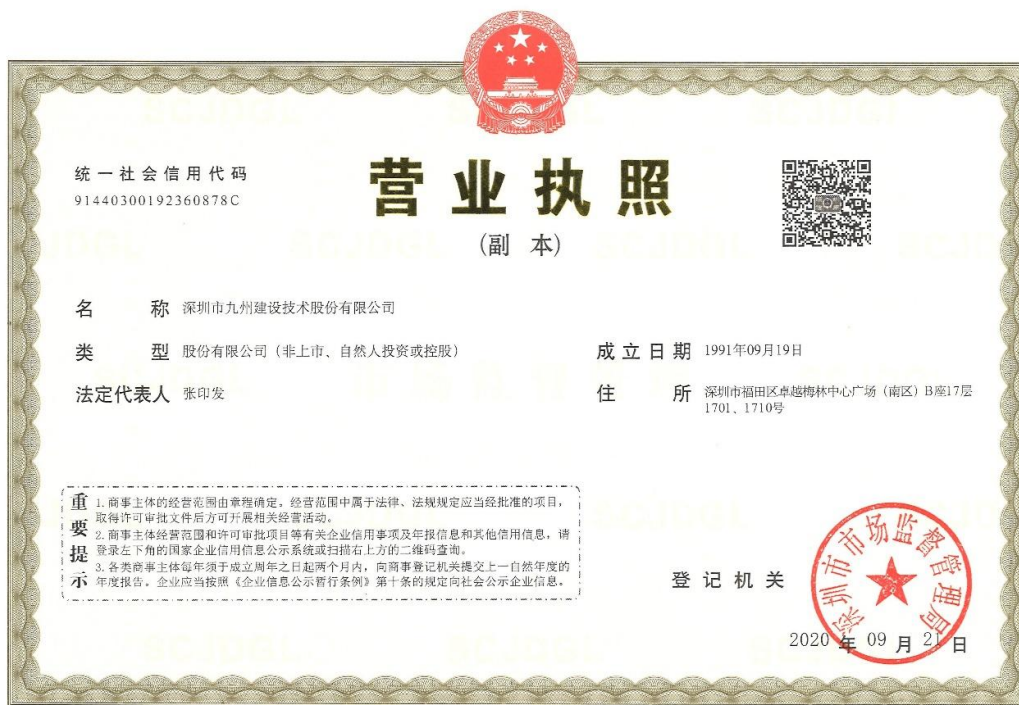 统一社会信用代码
91440300192360878C
营业执照
(副 本)
名 称 深圳市九州建设技术股份有限公司
类 型 股份有限公司（非上市、自然人投资或控股）
成立日期 1991年09月19日
法定代表人 张印发
住 所 深圳市福田区卓越梅林中心广场（南区）B座17层
1701、1710号
重要提示
1.商事主体的经营范围由章程确定。经营范围中属于法律、法规规定应当经批准的项目，
取得许可审批文件后方可开展相关经营活动。
2.商事主体经营范围和许可审批项目等有关企业信用事项及年报信息和其他信用信息，请
登录左下角的国家企业信用信息公示系统或扫描右上方的二维码查询。
3.各类商事主体每年须于成立周年之日起两个月内，向商事登记机关提交上一自然年度的
年度报告。企业应当按照《企业信息公示暂行条例》第十条的规定向社会公示企业信息。
登记机关
深圳市市场监督管理局
2020 年 09 月 21 日